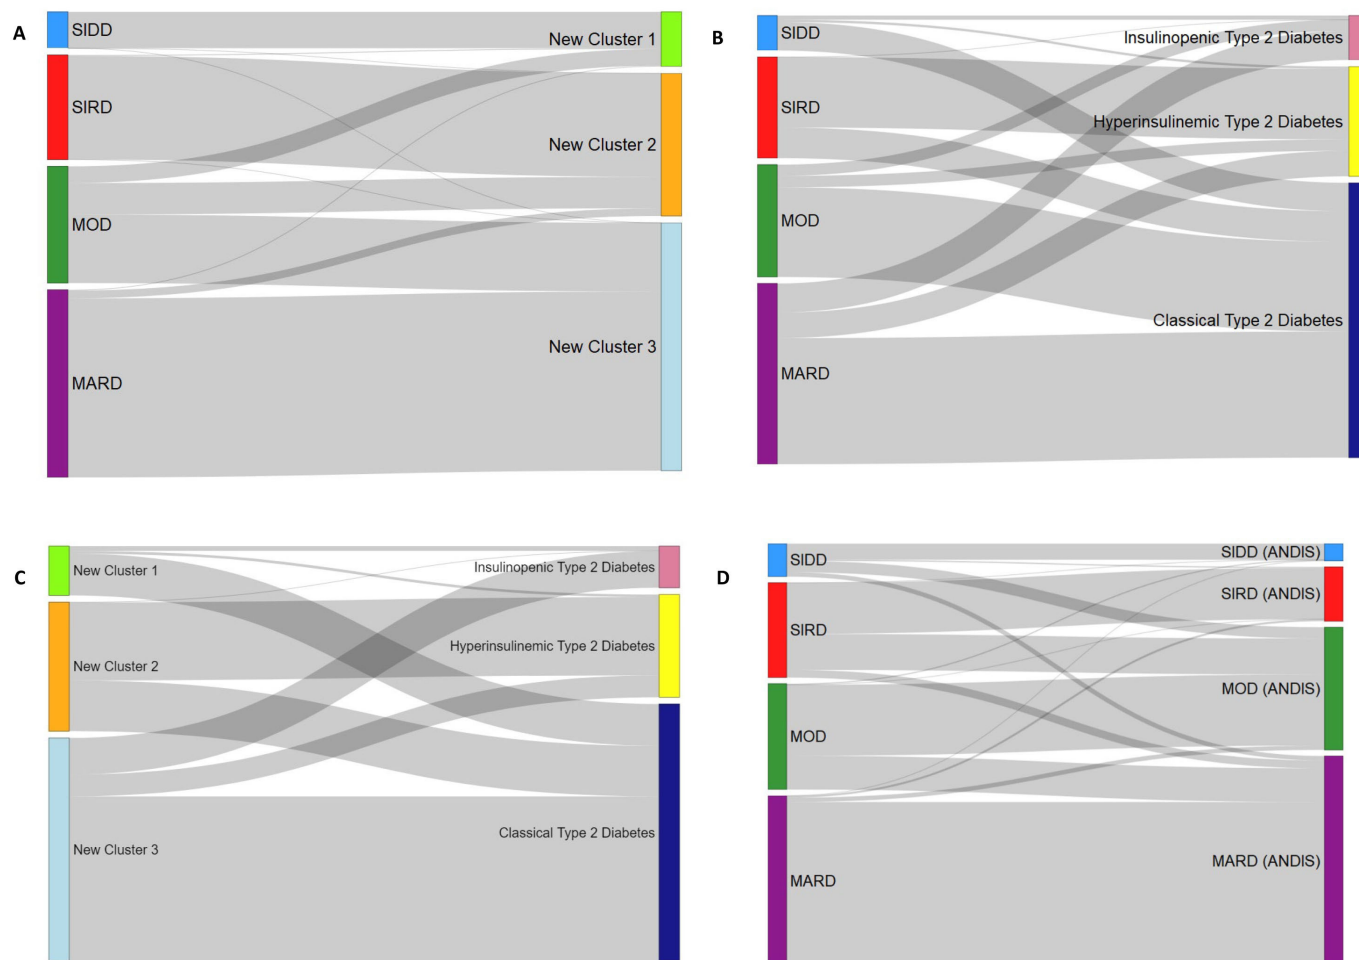 A
SIDD
SIRD
MOD
MARD
New Cluster 1
New Cluster 2
New Cluster 3
B
SIDD
SIRD
MOD
MARD
Insulinopenic Type 2 Diabetes
Hyperinsulinemic Type 2 Diabetes
Classical Type 2 Diabetes
C
New Cluster 1
New Cluster 2
New Cluster 3
Insulinopenic Type 2 Diabetes
Hyperinsulinemic Type 2 Diabetes
Classical Type 2 Diabetes
D
SIDD
SIRD
MOD
MARD
SIDD (ANDIS)
SIRD (ANDIS)
MOD (ANDIS)
MARD (ANDIS)